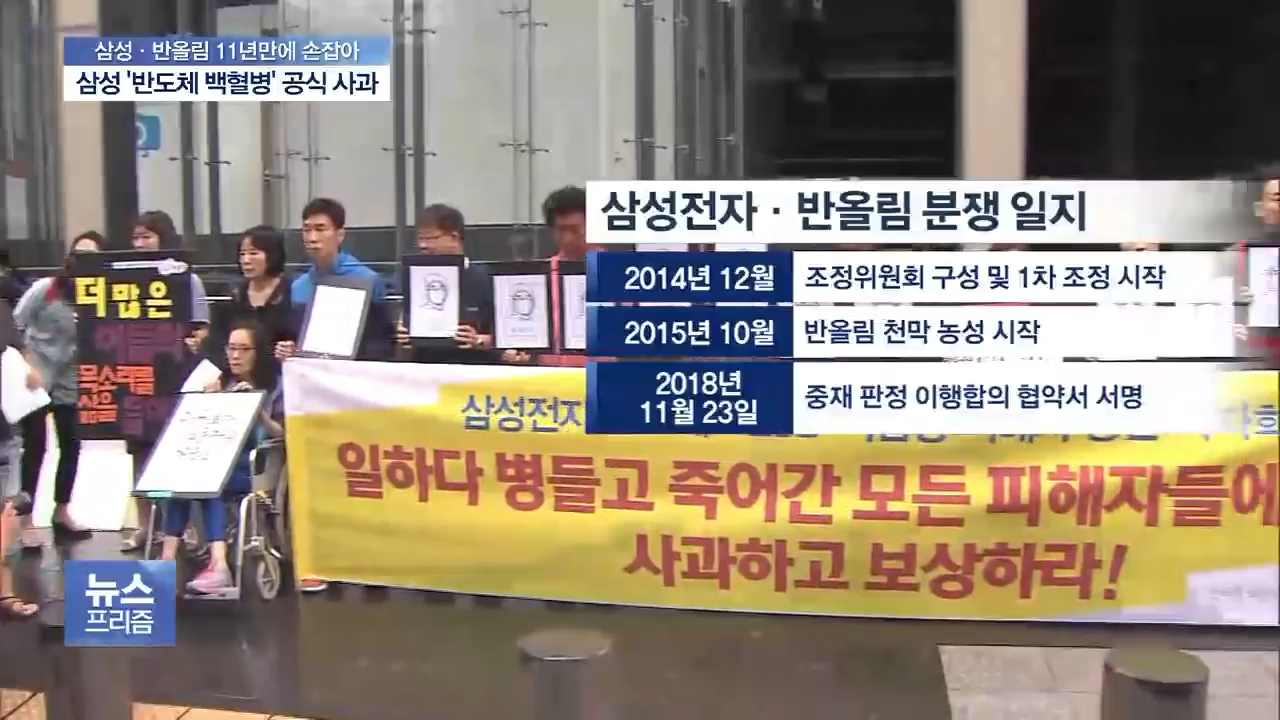 삼성 · 반올림 11년만에 손잡아
삼성 '반도체 백혈병' 공식 사과
삼성전자 · 반올림 분쟁 일지
2014년 12월 조정위원회 구성 및 1차 조정 시작
2015년 10월 반올림 천막 농성 시작
2018년
11월 23일 중재 판정 이행합의 협약서 서명
더 많은
목소리를
삼성전자
일하다 병들고 죽어간 모든 피해자들에
사과하고 보상하라!
뉴스
프리즘